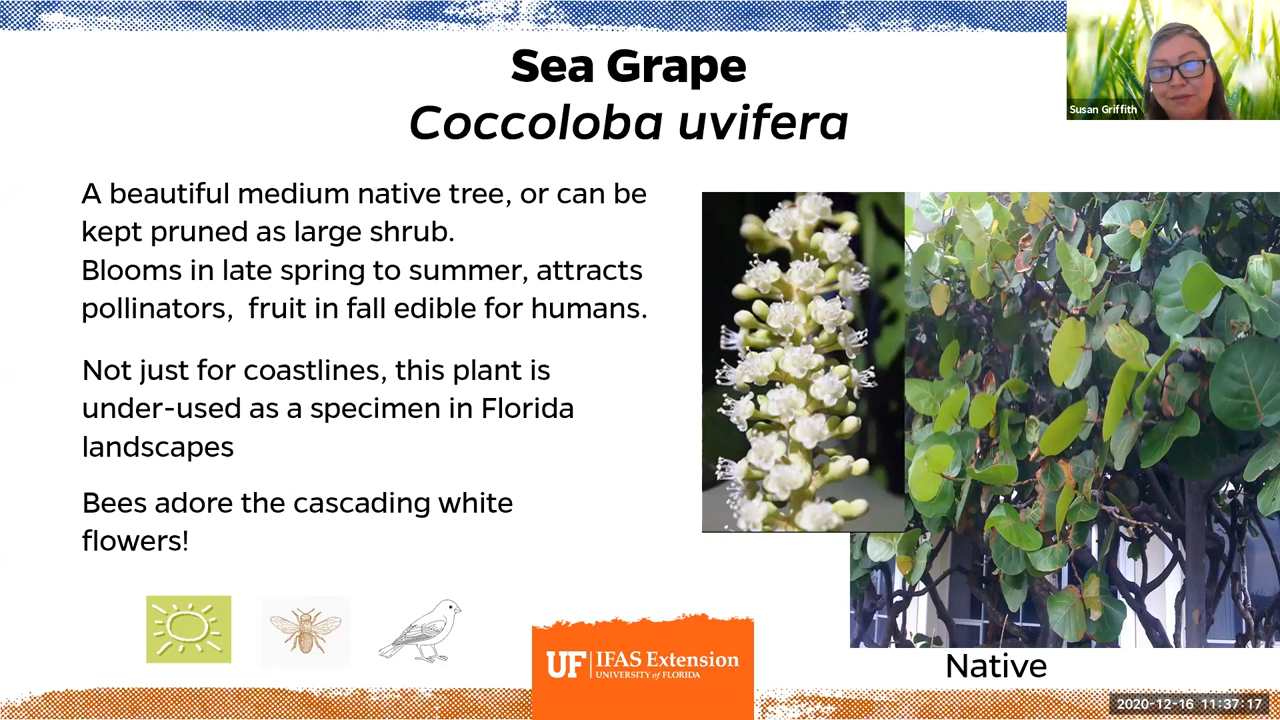 Sea Grape
Coccoloba uvifera
Susan Griffith
A beautiful medium native tree, or can be
kept pruned as large shrub.
Blooms in late spring to summer, attracts
pollinators,  fruit in fall edible for humans.
Not just for coastlines, this plant is
under-used as a specimen in Florida
landscapes
Bees adore the cascading white
flowers!
UF IFAS Extension
UNIVERSITY of FLORIDA
Native
2020-12-16 11:37:17